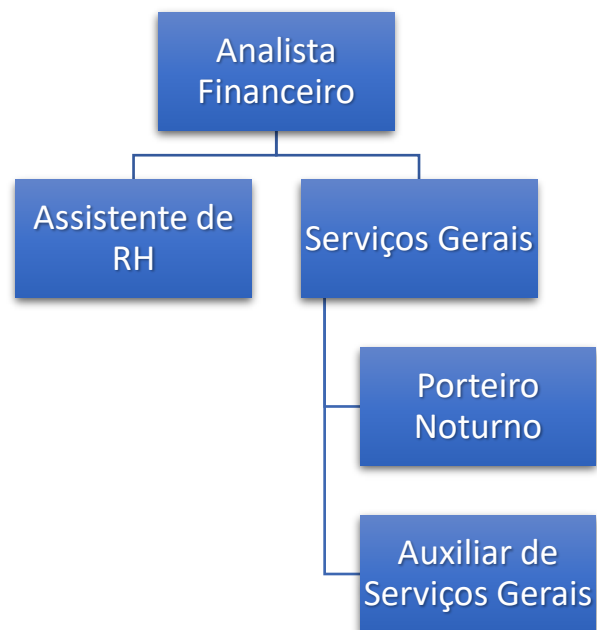 Analista
Financeiro
Assistente de
RH
Serviços Gerais
Porteiro
Noturno
Auxiliar de
Serviços Gerais